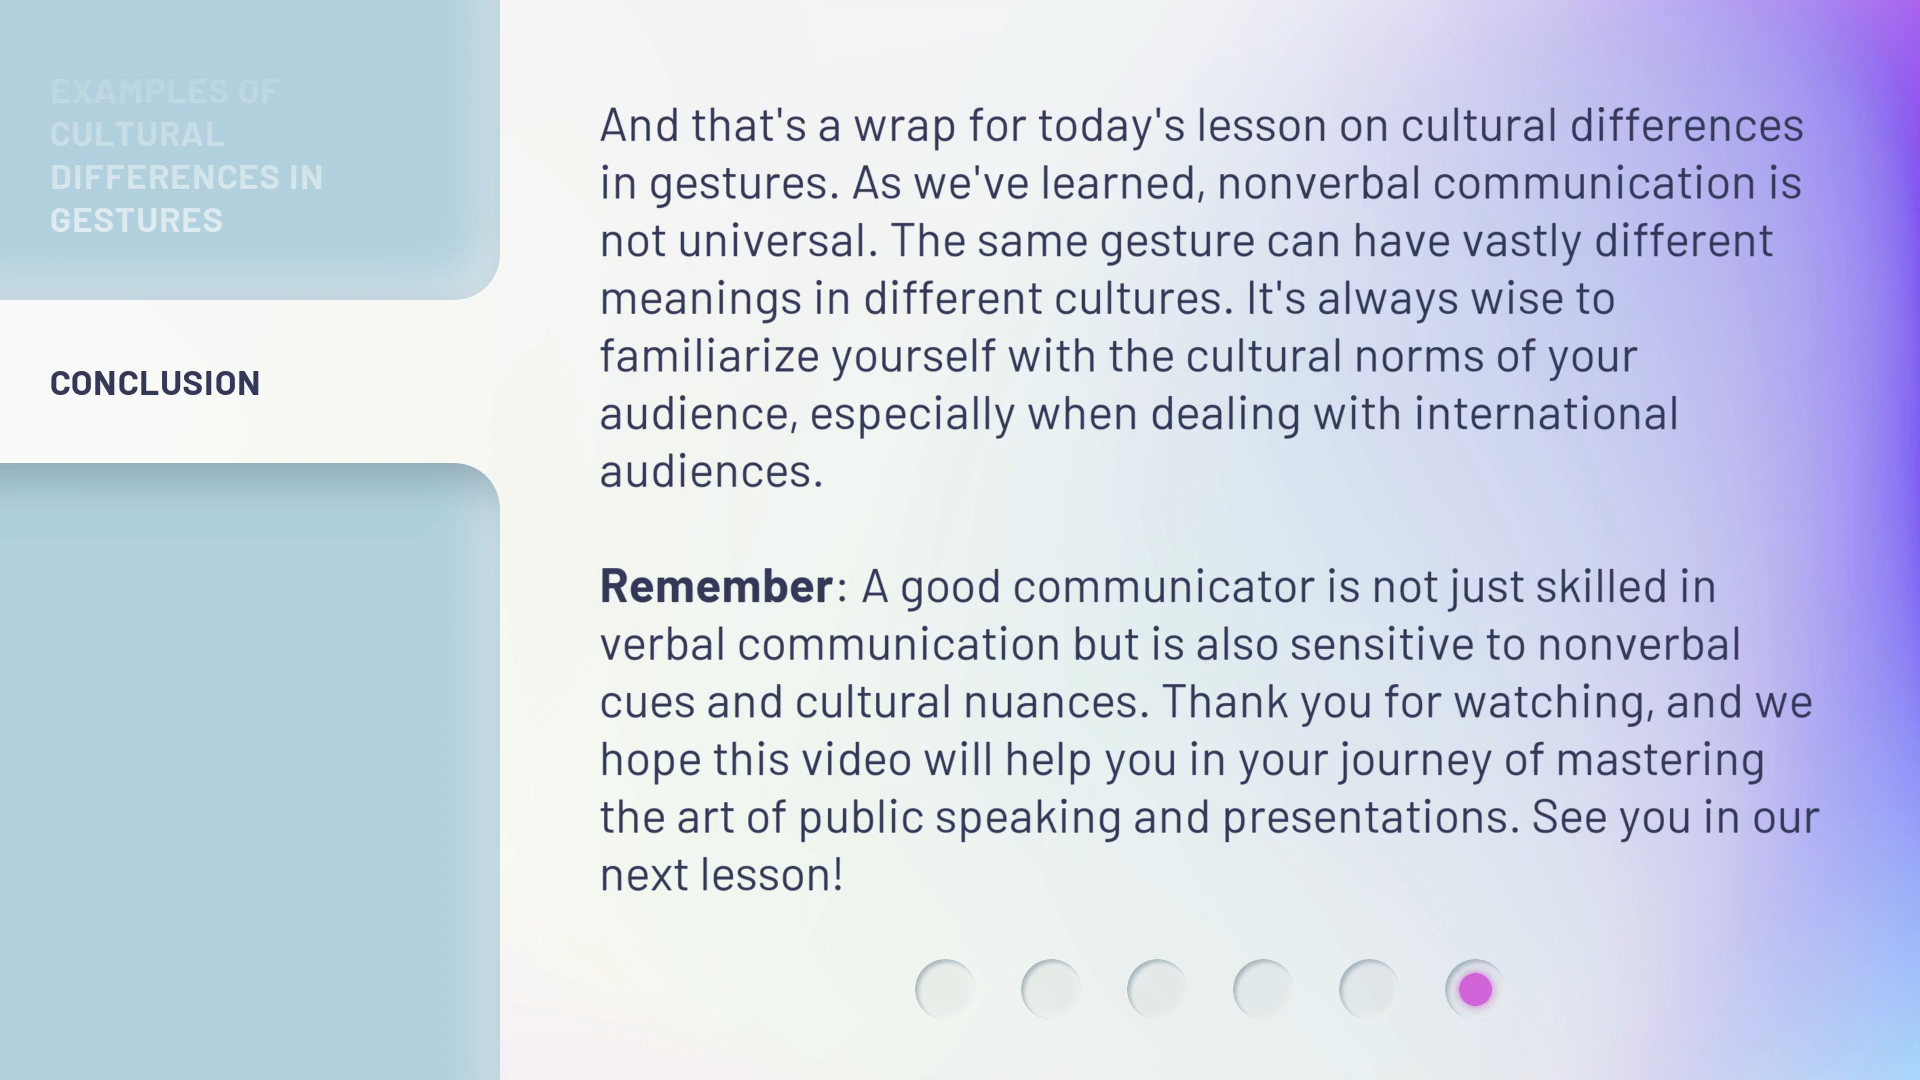 EXAMPLES OF
CULTURAL
DIFFERENCES IN
GESTURES
CONCLUSION
And that's a wrap for today's lesson on cultural differences
in gestures. As we've learned, nonverbal communication is
not universal. The same gesture can have vastly different
meanings in different cultures. It's always wise to
familiarize yourself with the cultural norms of your
audience, especially when dealing with international
audiences.
Remember: A good communicator is not just skilled in
verbal communication but is also sensitive to nonverbal
cues and cultural nuances. Thank you for watching, and we
hope this video will help you in your journey of mastering
the art of public speaking and presentations. See you in our
next lesson!